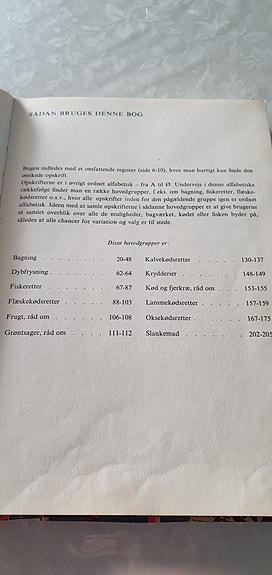 SÅDAN BRUGES DENNE BOG
Bogen indledes med et omfattende register (side 6-10), hvor man hurtigt kan finde den
ønskede opskrift.
Opskrifterne er i øvrigt ordnet alfabetisk – fra A til Ø. Undervejs i denne alfabetiske
rækkefølge finder man en række hovedgrupper, f.eks. om bagning, fiskeretter, flæske-
kødsretter o.s.v., hvor alle opskrifter inden for den pågældende gruppe igen er ordnet
alfabetisk. Ideen med at samle opskrifterne i sådanne hovedgrupper er at give brugerne
et samlet overblik over alle de muligheder, bagværket, kødet eller fisken byder på,
således at alle chancer for variation og valg er til stede.
Disse hovedgrupper er:
Bagning . . . . . . . . 20-48
Dybfrysning . . . . . . . 62-64
Fiskeretter . . . . . . . 67-87
Flæskekødsretter . . . . . 88-103
Frugt, råd om . . . . . . 106-108
Grøntsager, råd om . . . . 111-112
Kalvekødsretter . . . . . 130-137
Krydderier . . . . . . . 148-149
Kød og fjerkræ, råd om . . . 153-155
Lammekødsretter . . . . . 157-159
Oksekødsretter . . . . . . 167-175
Slankemad . . . . . . . 202-205